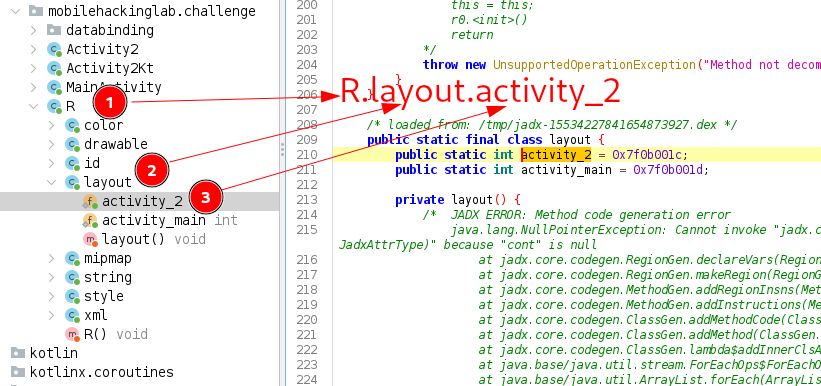 mobilehackinglab.challenge
databinding
Activity2
Activity2Kt
MainActivity
R
1
color
drawable
id
2
layout
activity_2
3
activity_main int
layout() void
mipmap
string
style
xml
R() void
kotlin
kotlinx.coroutines
200 this = this;
201 r0.<init>()
202 return
203 */
204 throw new UnsupportedOperationException("Method not decom
205 }
206 }
R.layout.activity_2
207
208 /* loaded from: /tmp/jadx-15534227841654873927.dex */
209 public static final class layout {
210 public static int activity_2 = 0x7f0b001c;
211 public static int activity_main = 0x7f0b001d;
212
213 private layout() {
214 /* JADX ERROR: Method code generation error
215 java.lang.NullPointerException: Cannot invoke "jadx.c
JadxAttrType)" because "cont" is null
216 at jadx.core.codegen.RegionGen.declareVars(Region
217 at jadx.core.codegen.RegionGen.makeRegion(RegionG
218 at jadx.core.codegen.MethodGen.addRegionInsns(Met
219 at jadx.core.codegen.MethodGen.addInstructions(Me
220 at jadx.core.codegen.ClassGen.addMethodCode(Class
221 at jadx.core.codegen.ClassGen.addMethod(ClassGen.
222 at jadx.core.codegen.ClassGen.lambda$addInnerClsA
223 at java.base/java.util.stream.ForEachOps$ForEachO
224 at java.base/java.util.ArrayList.forEach(ArrayLis